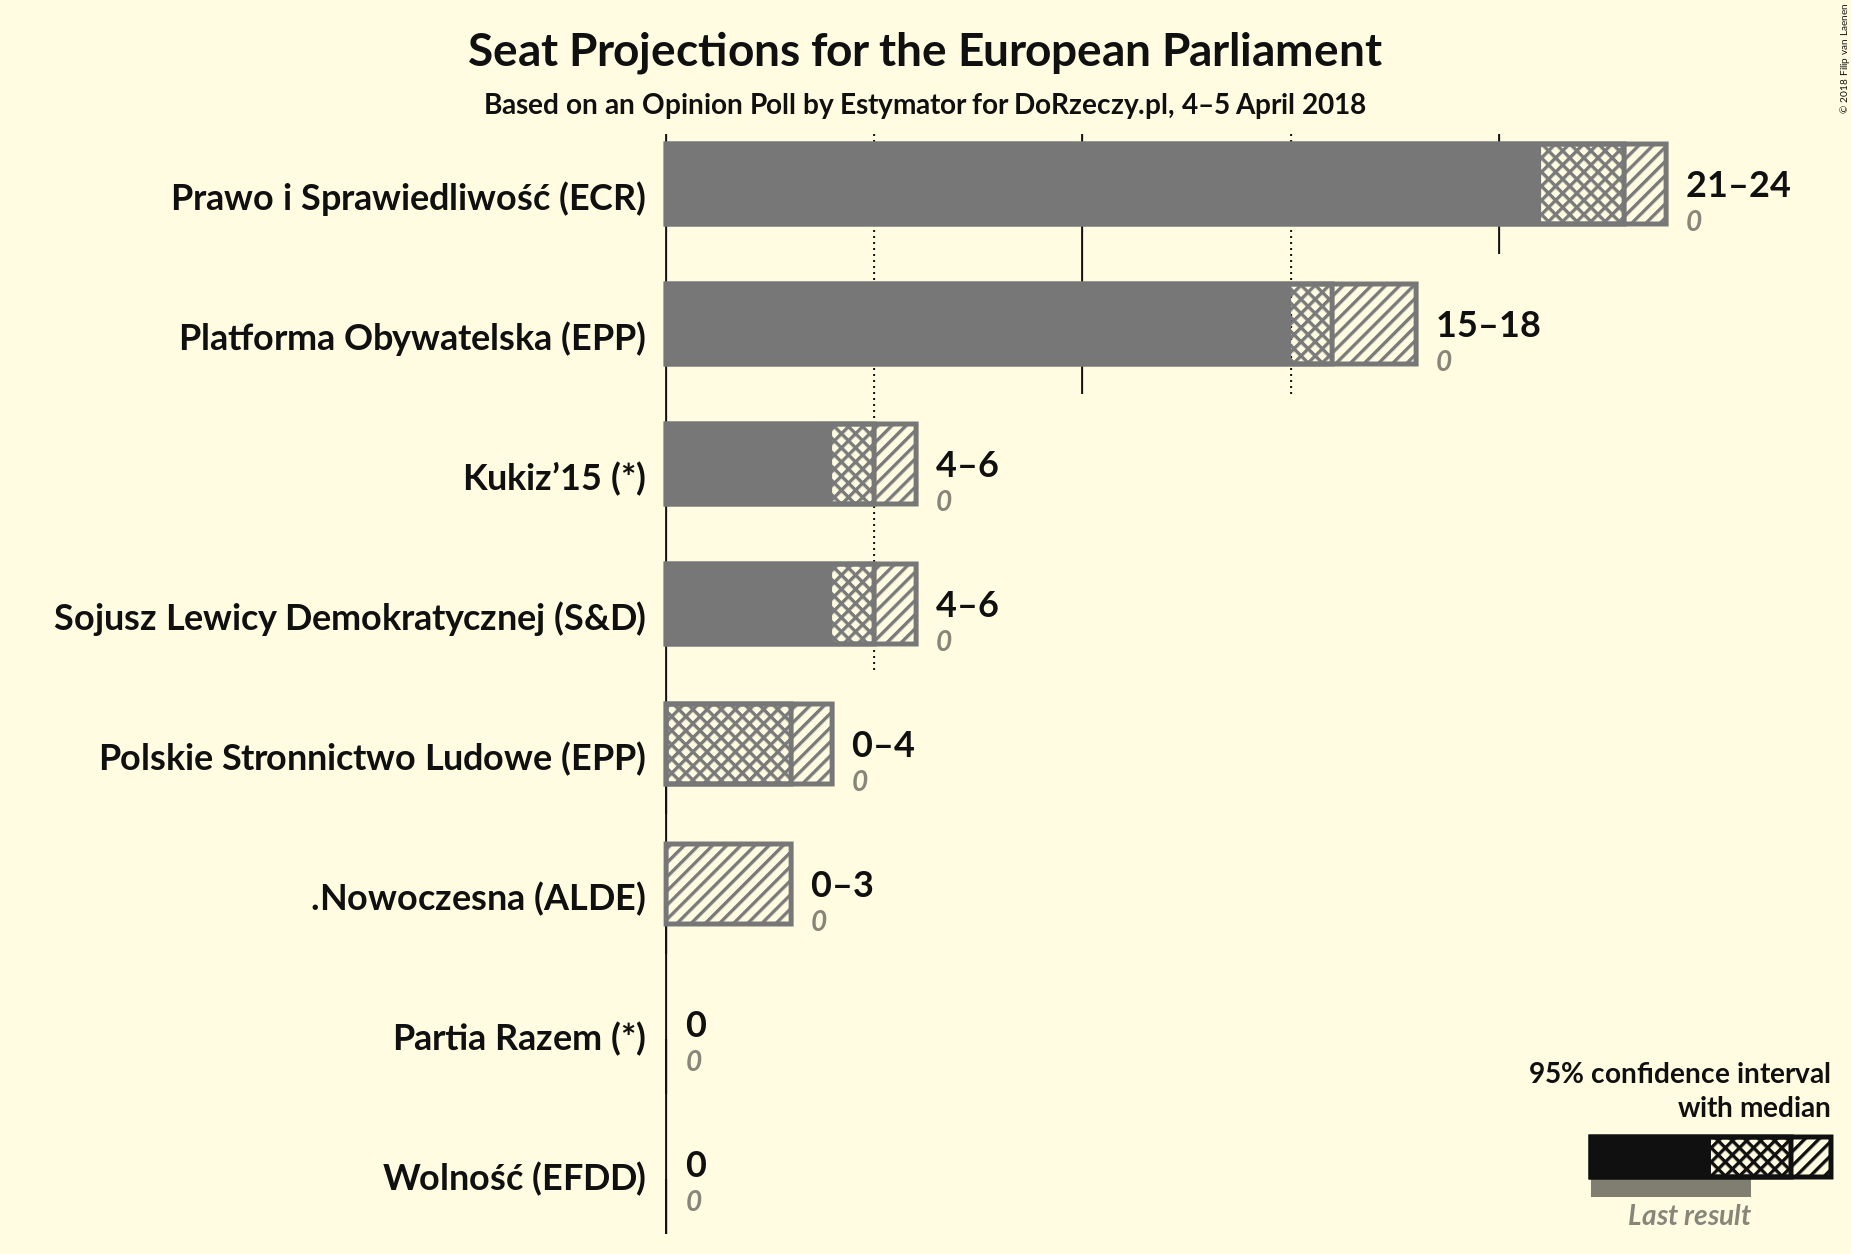 Seat Projections for the European Parliament
Based on an Opinion Poll by Estymator for DoRzeczy.pl, 4–5 April 2018
© 2018 Filip van Laenen
Prawo i Sprawiedliwość (ECR)
21–24
0
Platforma Obywatelska (EPP)
15–18
0
Kukiz’15 (*)
4–6
0
Sojusz Lewicy Demokratycznej (S&D)
4–6
0
Polskie Stronnictwo Ludowe (EPP)
0–4
0
.Nowoczesna (ALDE)
0–3
0
Partia Razem (*)
0
0
Wolność (EFDD)
0
0
95% confidence interval
with median
Last result